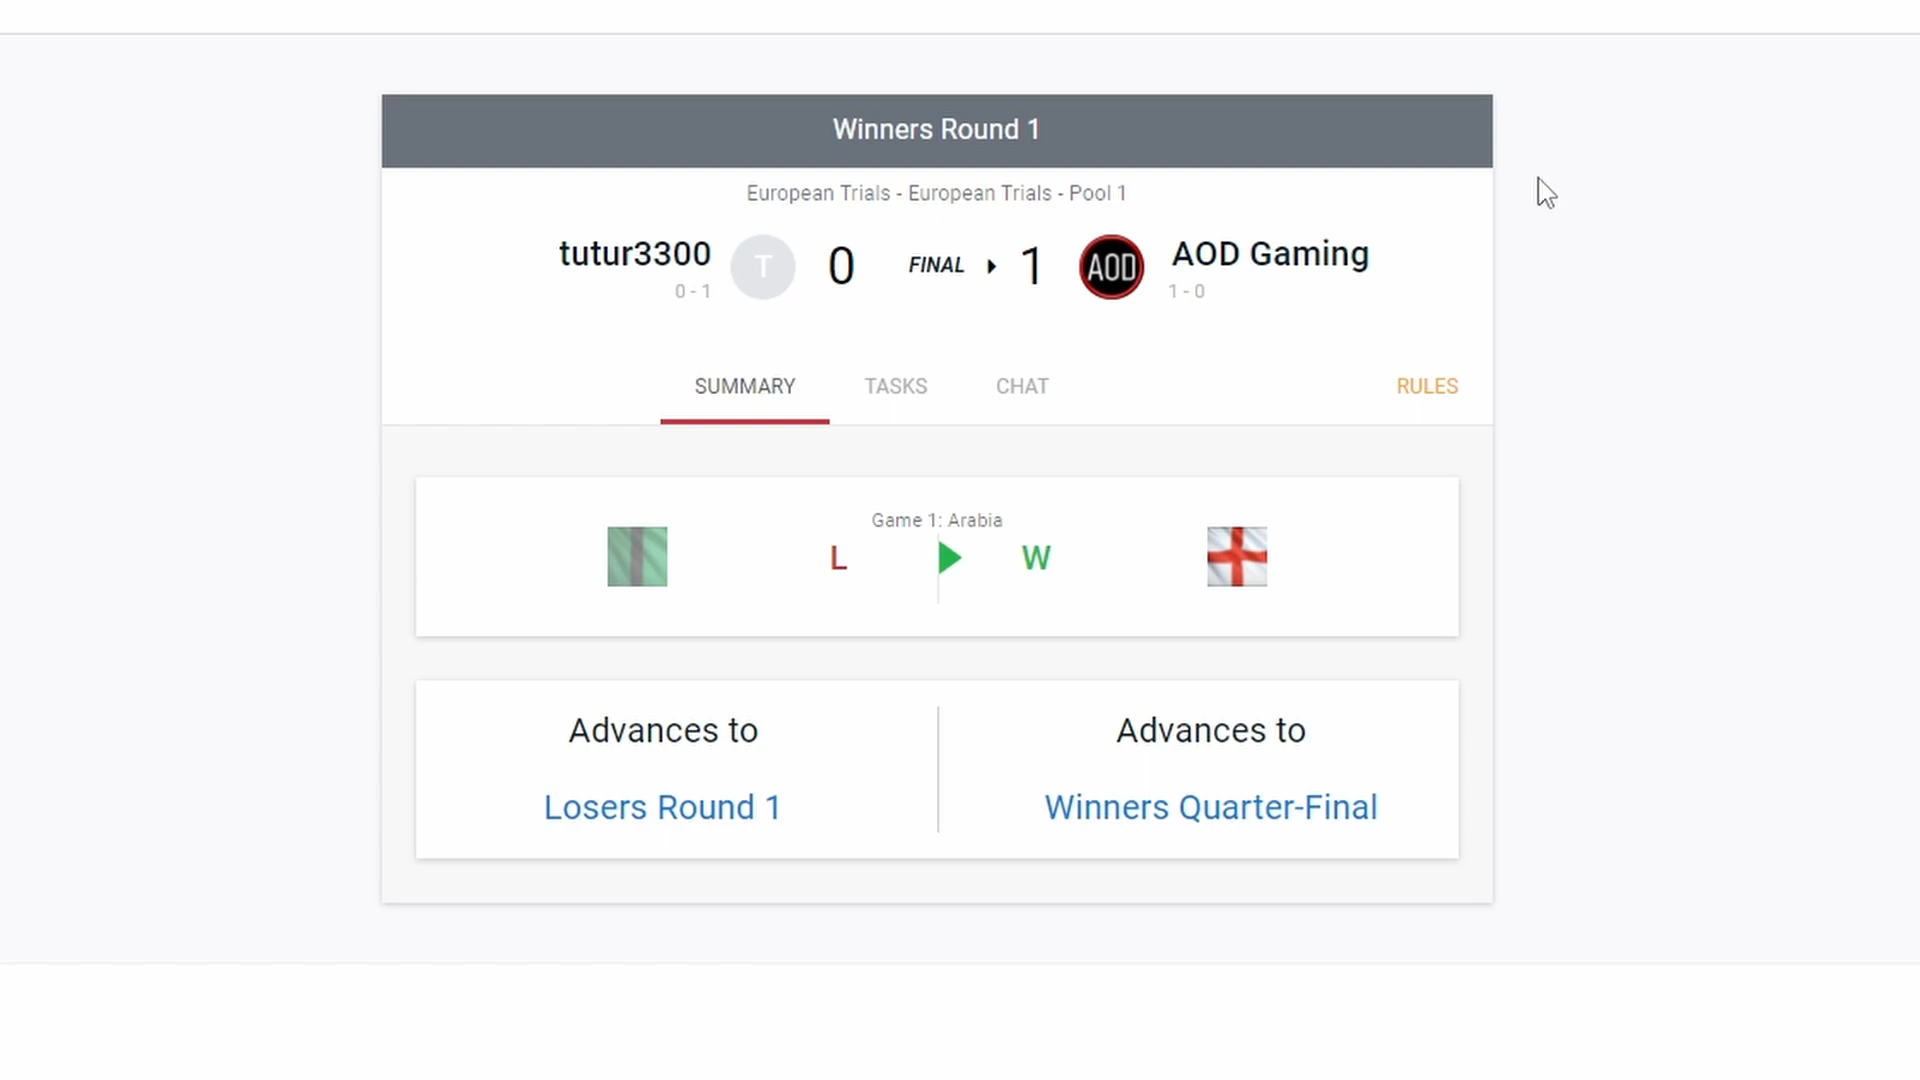 Winners Round 1
European Trials - European Trials - Pool 1
tutur3300 T 0 FINAL 1 AOD AOD Gaming
0 - 1 1 - 0
SUMMARY TASKS CHAT RULES
Game 1: Arabia
L W
Advances to Advances to
Losers Round 1 Winners Quarter-Final